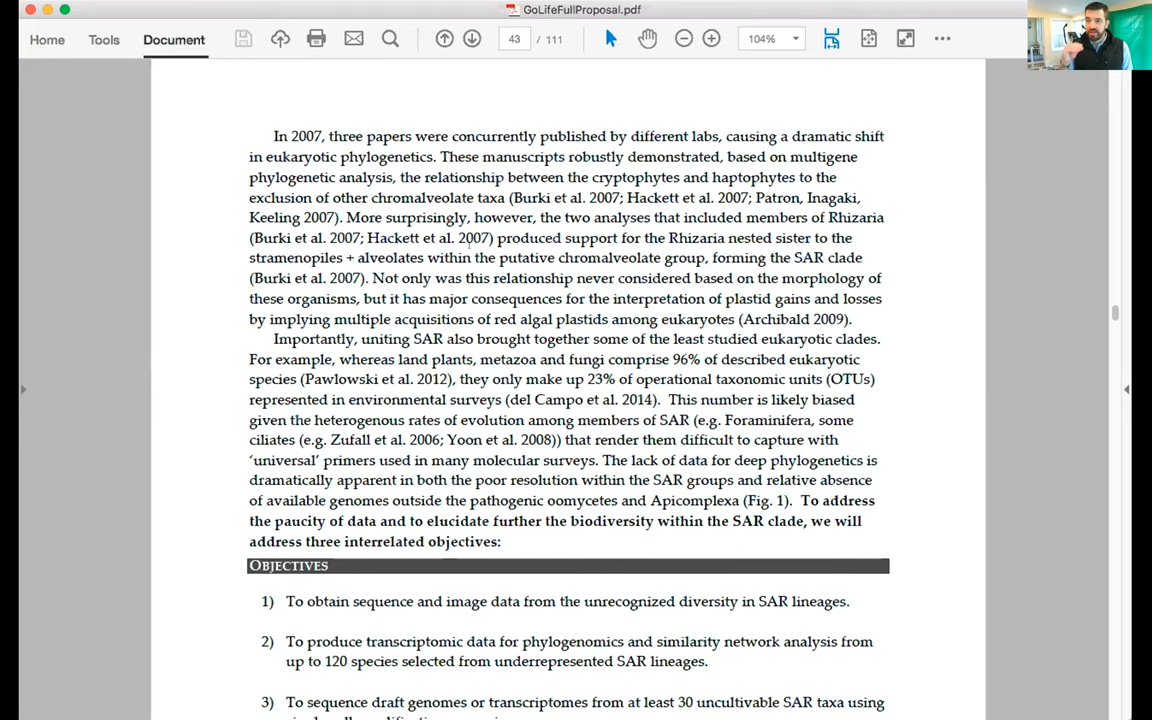 GoLifeFullProposal.pdf
Home Tools Document 43 / 111 104%
In 2007, three papers were concurrently published by different labs, causing a dramatic shift
in eukaryotic phylogenetics. These manuscripts robustly demonstrated, based on multigene
phylogenetic analysis, the relationship between the cryptophytes and haptophytes to the
exclusion of other chromalveolate taxa (Burki et al. 2007; Hackett et al. 2007; Patron, Inagaki,
Keeling 2007). More surprisingly, however, the two analyses that included members of Rhizaria
(Burki et al. 2007; Hackett et al. 2007) produced support for the Rhizaria nested sister to the
stramenopiles + alveolates within the putative chromalveolate group, forming the SAR clade
(Burki et al. 2007). Not only was this relationship never considered based on the morphology of
these organisms, but it has major consequences for the interpretation of plastid gains and losses
by implying multiple acquisitions of red algal plastids among eukaryotes (Archibald 2009).
Importantly, uniting SAR also brought together some of the least studied eukaryotic clades.
For example, whereas land plants, metazoa and fungi comprise 96% of described eukaryotic
species (Pawlowski et al. 2012), they only make up 23% of operational taxonomic units (OTUs)
represented in environmental surveys (del Campo et al. 2014). This number is likely biased
given the heterogenous rates of evolution among members of SAR (e.g. Foraminifera, some
ciliates (e.g. Zufall et al. 2006; Yoon et al. 2008)) that render them difficult to capture with
‘universal’ primers used in many molecular surveys. The lack of data for deep phylogenetics is
dramatically apparent in both the poor resolution within the SAR groups and relative absence
of available genomes outside the pathogenic oomycetes and Apicomplexa (Fig. 1). To address
the paucity of data and to elucidate further the biodiversity within the SAR clade, we will
address three interrelated objectives:
OBJECTIVES
1) To obtain sequence and image data from the unrecognized diversity in SAR lineages.
2) To produce transcriptomic data for phylogenomics and similarity network analysis from
up to 120 species selected from underrepresented SAR lineages.
3) To sequence draft genomes or transcriptomes from at least 30 uncultivable SAR taxa using